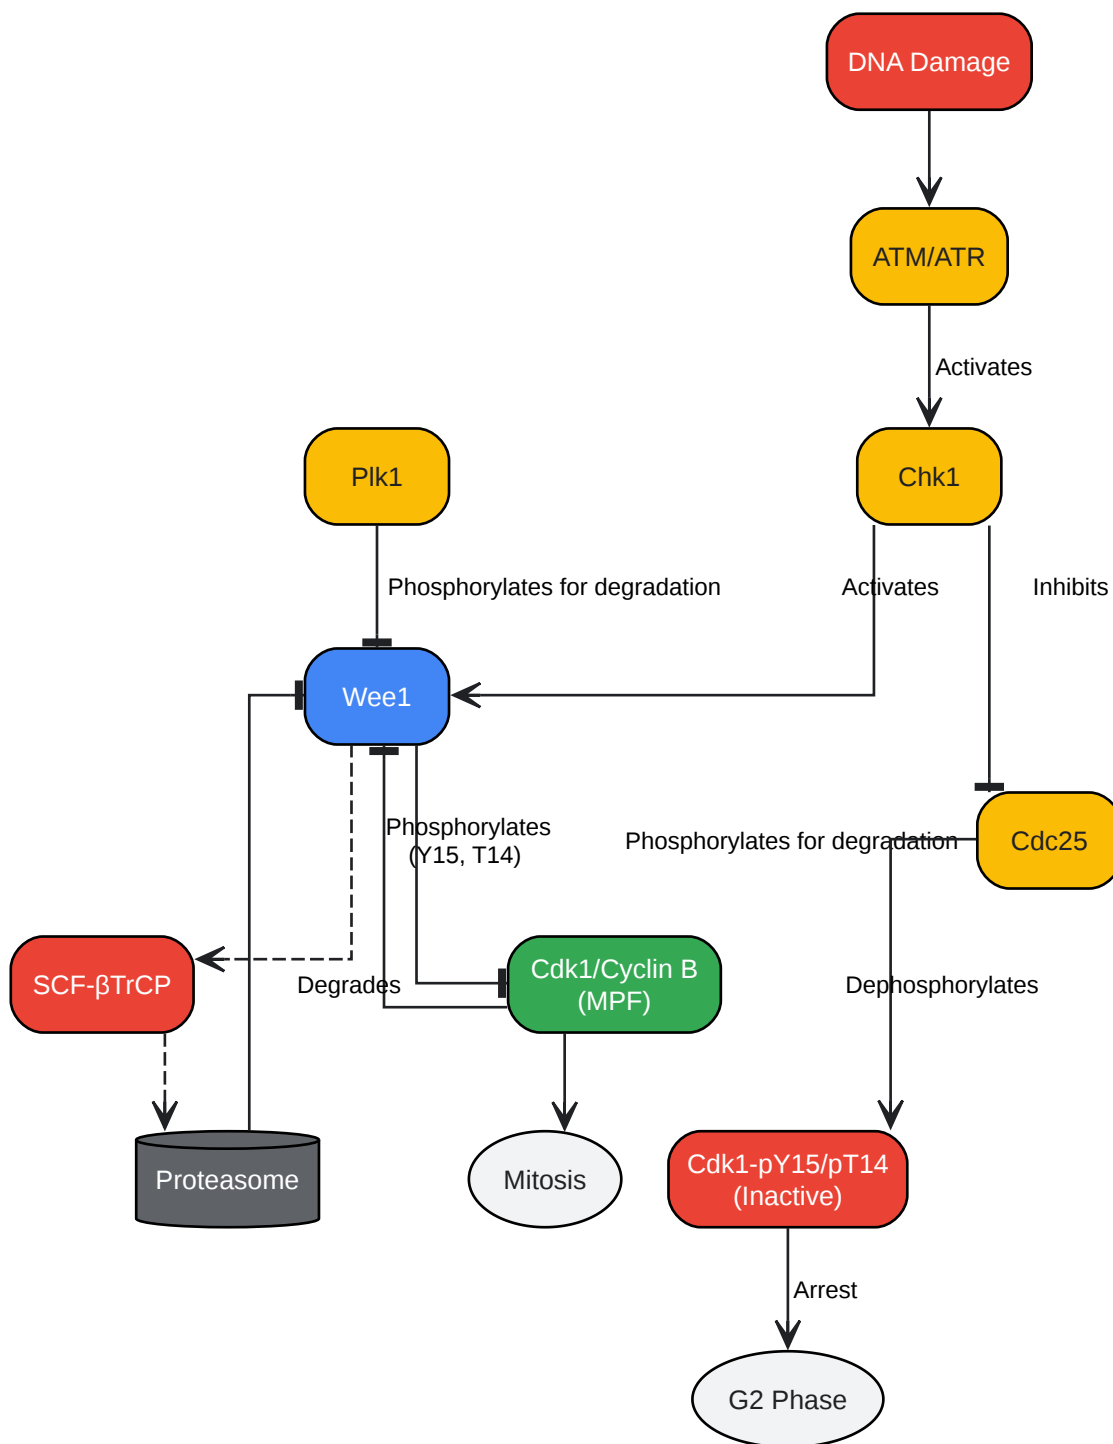 DNA Damage
ATM/ATR
Activates
Plk1
Chk1
Phosphorylates for degradation
Activates
Inhibits
Wee1
Phosphorylates
(Y15, T14)
Phosphorylates for degradation
Cdc25
SCF-βTrCP
Degrades
Cdk1/Cyclin B
(MPF)
Dephosphorylates
Proteasome
Mitosis
Cdk1-pY15/pT14
(Inactive)
Arrest
G2 Phase